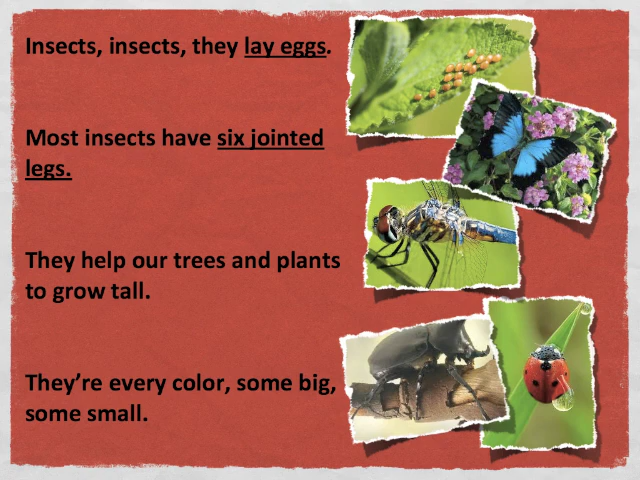 Insects, insects, they lay eggs.
Most insects have six jointed
legs.
They help our trees and plants
to grow tall.
They’re every color, some big,
some small.